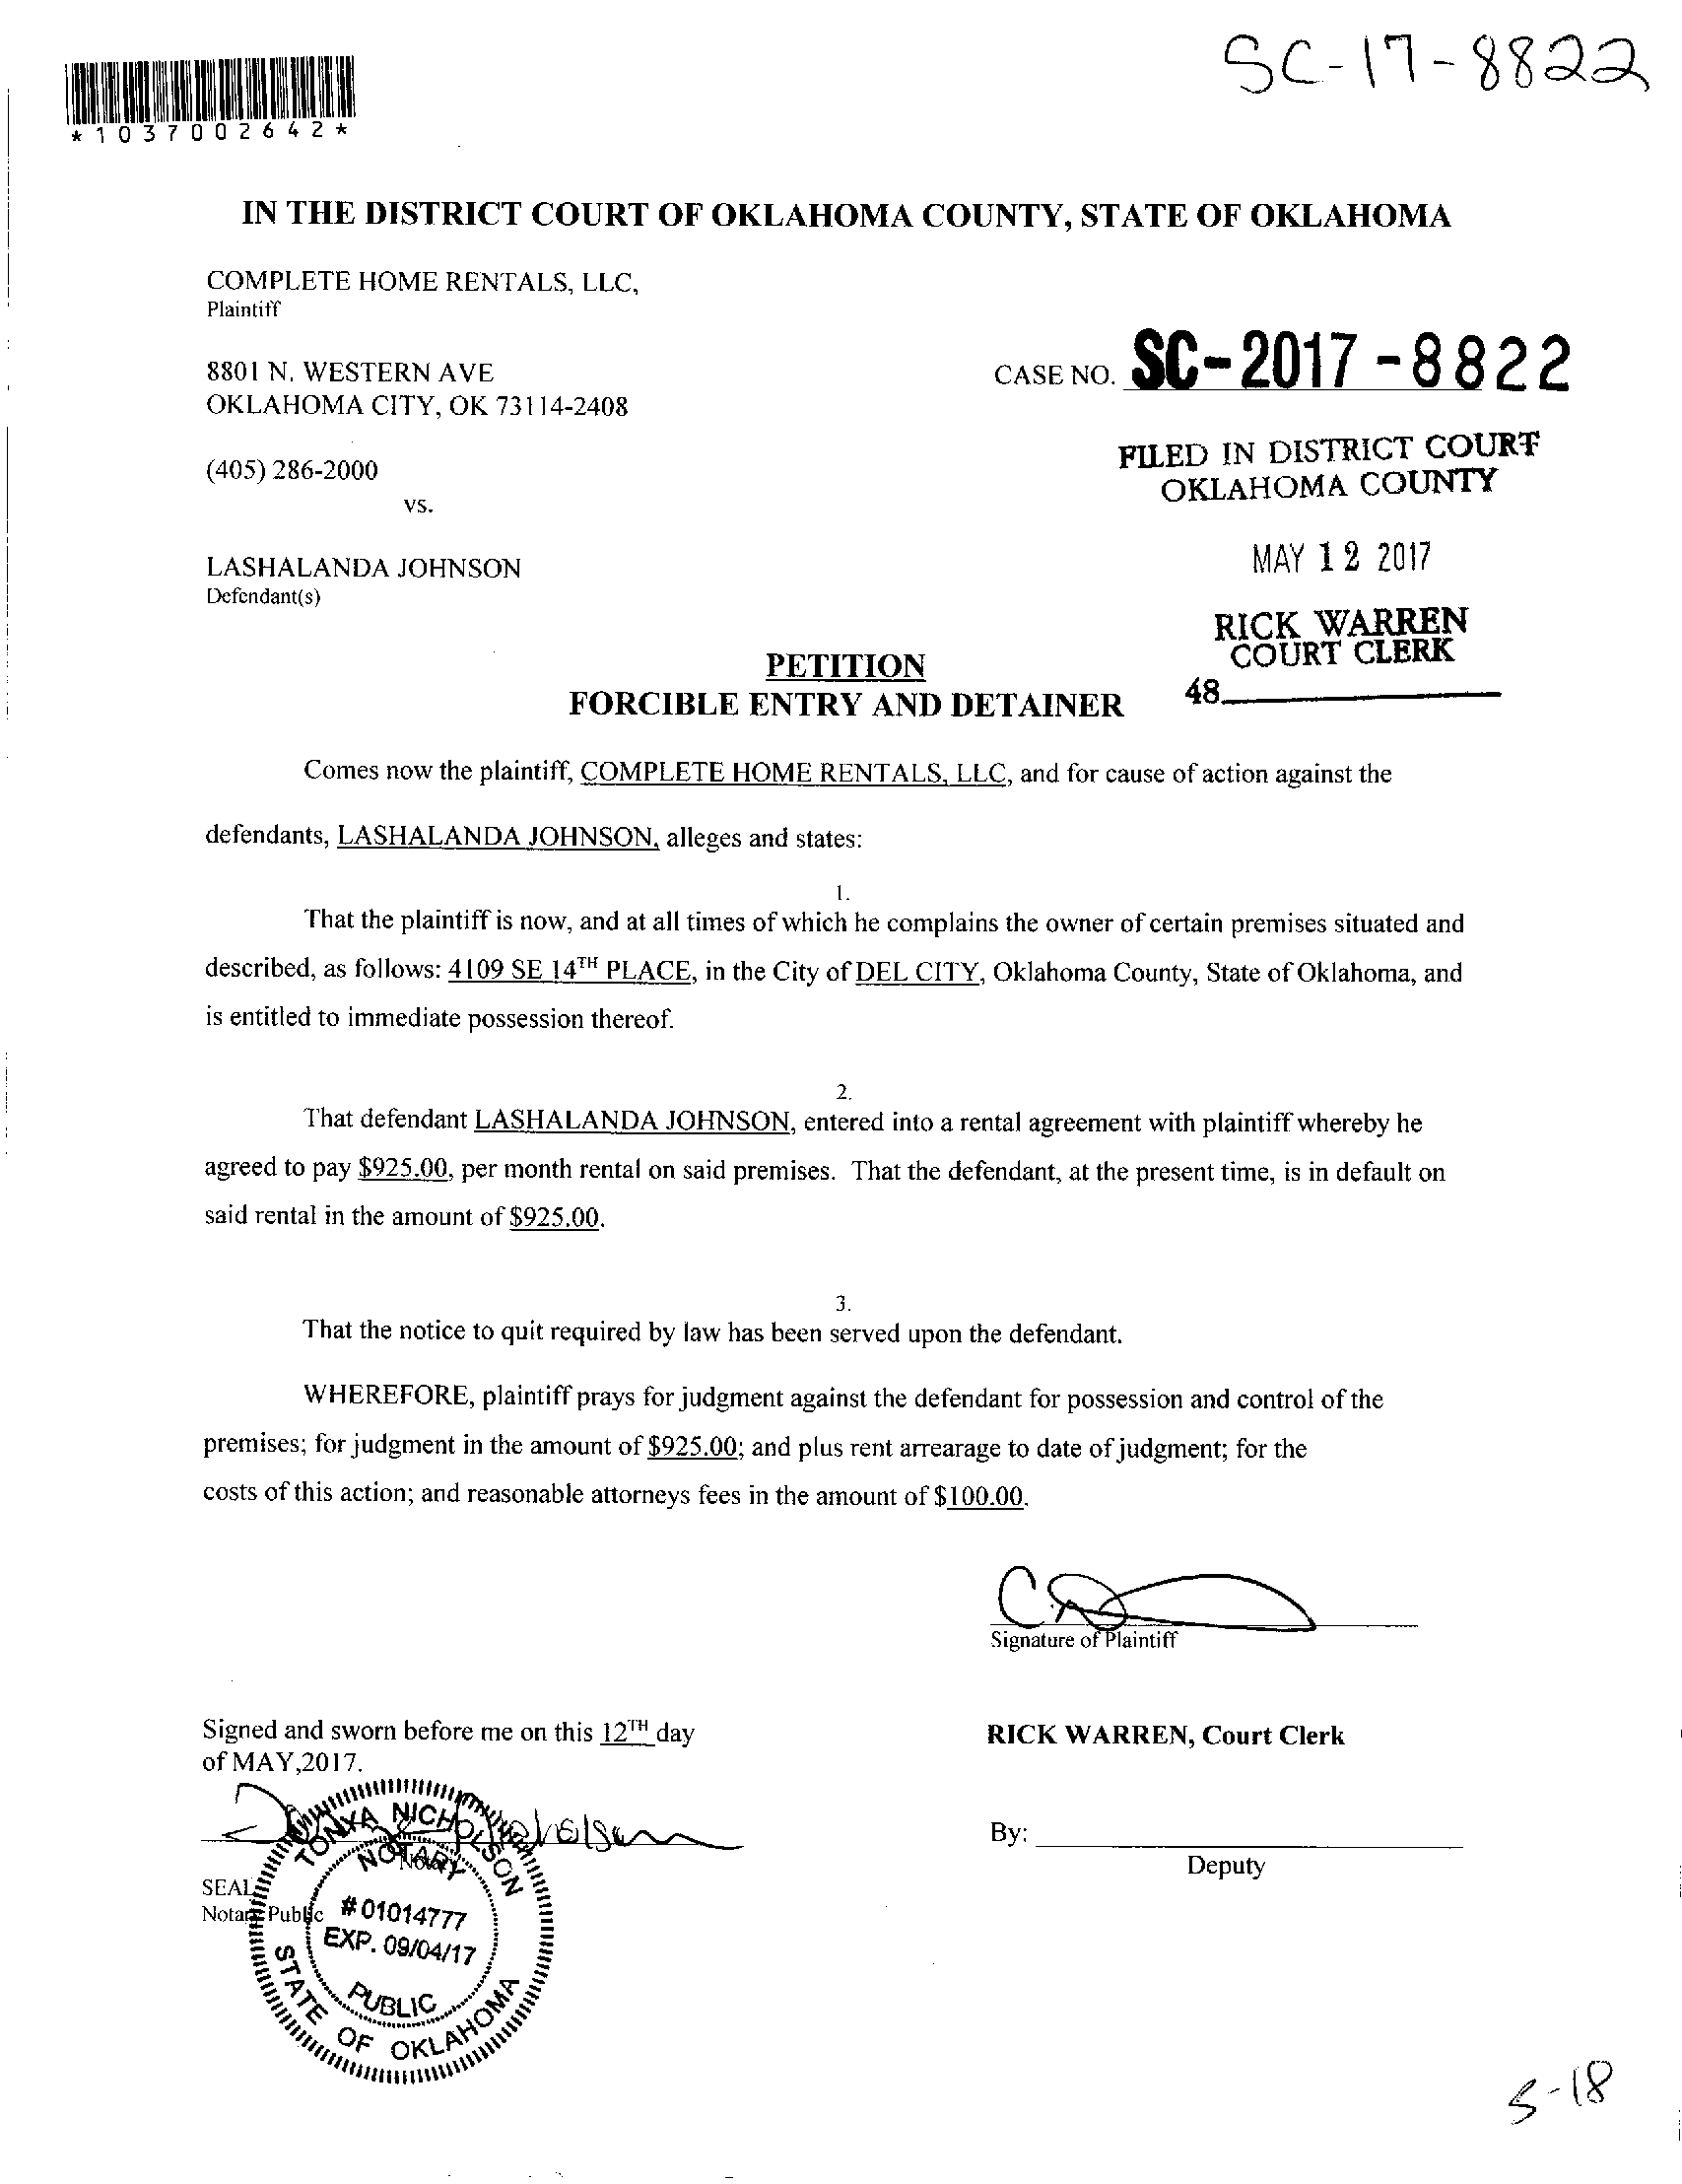 SC-17-8822
*1037002642*
IN THE DISTRICT COURT OF OKLAHOMA COUNTY, STATE OF OKLAHOMA
COMPLETE HOME RENTALS, LLC,
Plaintiff
8801 N. WESTERN AVE
OKLAHOMA CITY, OK 73114-2408
CASE NO. SC-2017-8822
(405) 286-2000
vs.
FILED IN DISTRICT COURT
OKLAHOMA COUNTY
LASHALANDA JOHNSON
Defendant(s)
MAY 12 2017
RICK WARREN
COURT CLERK
48
PETITION
FORCIBLE ENTRY AND DETAINER
Comes now the plaintiff, COMPLETE HOME RENTALS, LLC, and for cause of action against the
defendants, LASHALANDA JOHNSON, alleges and states:
1.
That the plaintiff is now, and at all times of which he complains the owner of certain premises situated and
described, as follows: 4109 SE 14TH PLACE, in the City of DEL CITY, Oklahoma County, State of Oklahoma, and
is entitled to immediate possession thereof.
2.
That defendant LASHALANDA JOHNSON, entered into a rental agreement with plaintiff whereby he
agreed to pay $925.00, per month rental on said premises. That the defendant, at the present time, is in default on
said rental in the amount of $925.00.
3.
That the notice to quit required by law has been served upon the defendant.
WHEREFORE, plaintiff prays for judgment against the defendant for possession and control of the
premises; for judgment in the amount of $925.00; and plus rent arrearage to date of judgment; for the
costs of this action; and reasonable attorneys fees in the amount of $100.00.
Signature of Plaintiff
Signed and sworn before me on this 12TH day
of MAY,2017.
RICK WARREN, Court Clerk
By:
Deputy
Notary
SEAL
Notary Public
TONYA NICHOLSON
NOTARY
#01014777
EXP. 09/04/17
PUBLIC
STATE OF OKLAHOMA
5-18